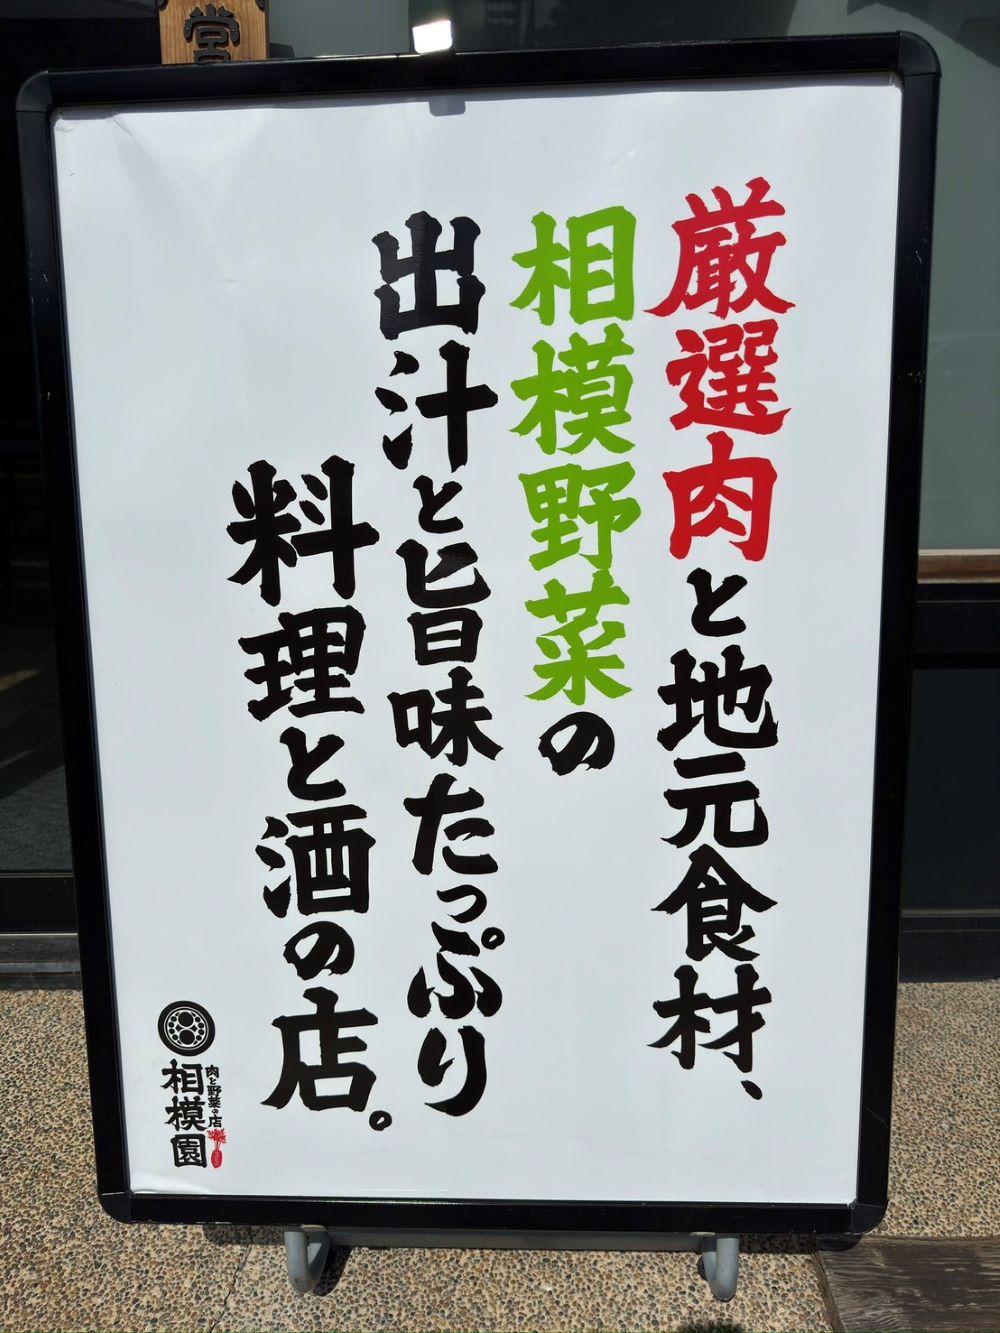 厳選肉と地元食材、
相模野菜の
出汁と旨味たっぷり
料理と酒の店。
肉と野菜の店
相模園
営